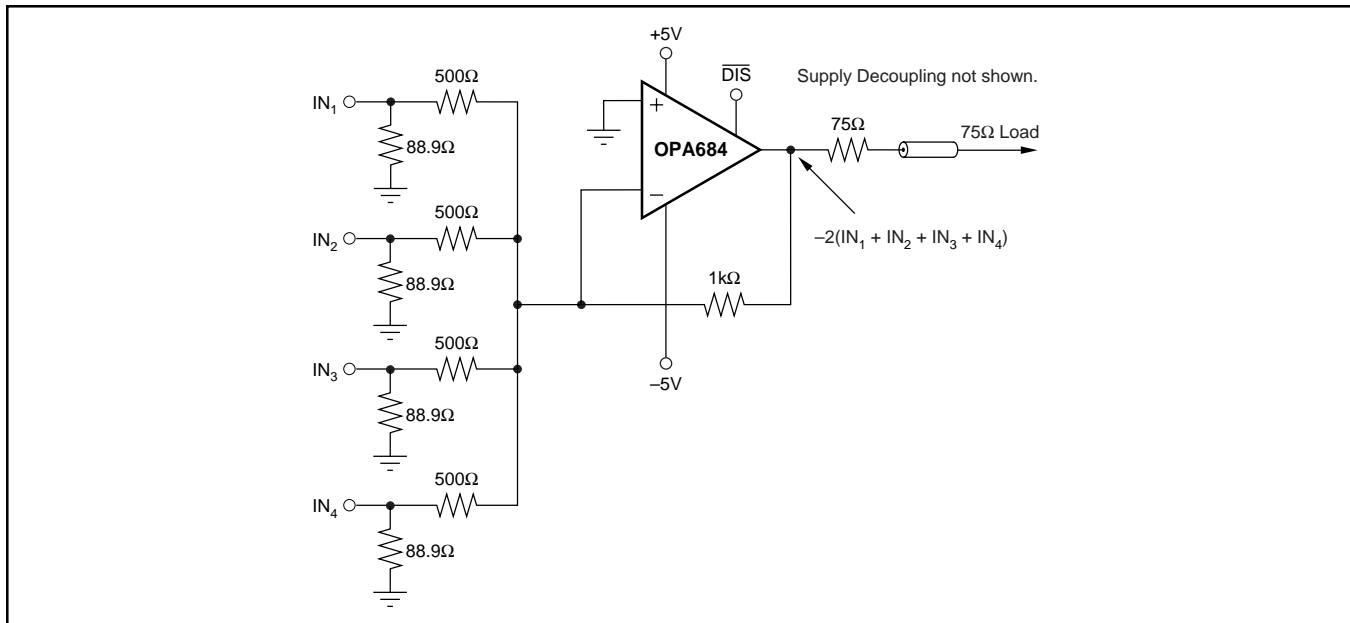 +5V
DIS
Supply Decoupling not shown.
500Ω
IN1
88.9Ω
+
OPA684
−
75Ω
75Ω Load
500Ω
IN2
88.9Ω
–2(IN1 + IN2 + IN3 + IN4)
1kΩ
500Ω
IN3
88.9Ω
–5V
500Ω
IN4
88.9Ω